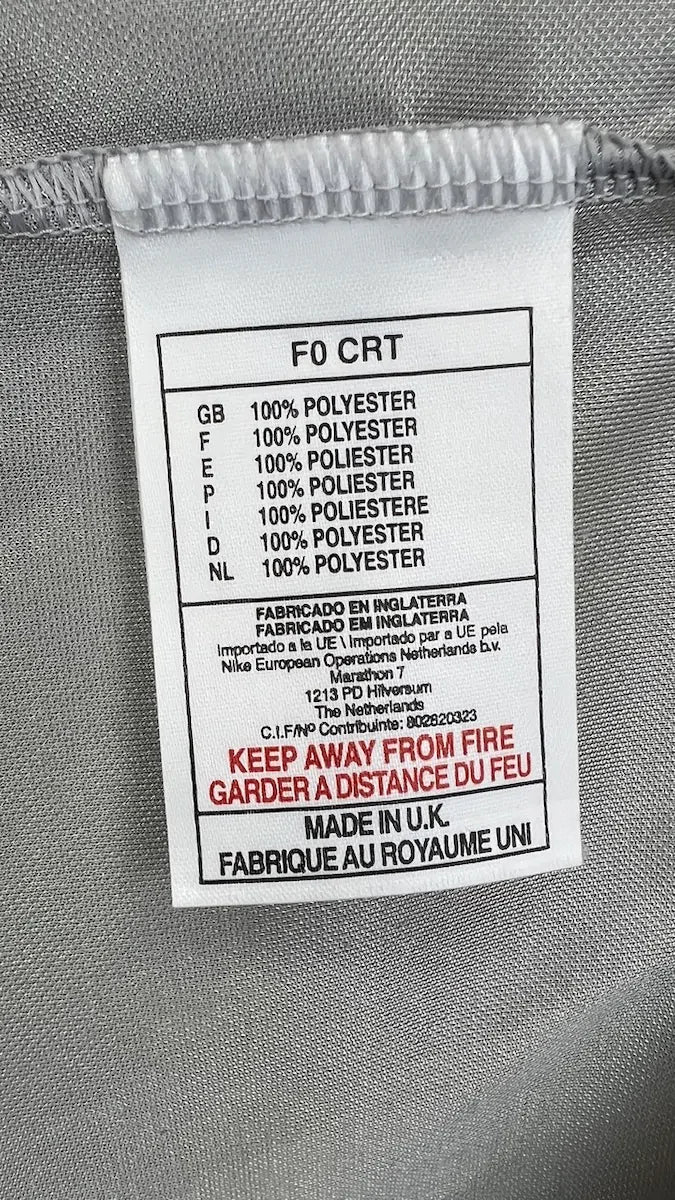 F0 CRT
GB 100% POLYESTER
F 100% POLYESTER
E 100% POLIESTER
P 100% POLIESTER
I 100% POLIESTERE
D 100% POLYESTER
NL 100% POLYESTER
FABRICADO EN INGLATERRA
FABRICADO EM INGLATERRA
Importado a la UE \ Importado par a UE pela
Nike European Operations Netherlands b.v.
Marathon 7
1213 PD Hilversum
The Netherlands
C.I.F/Nº Contribuinte: 802820323
KEEP AWAY FROM FIRE
GARDER A DISTANCE DU FEU
MADE IN U.K.
FABRIQUE AU ROYAUME UNI